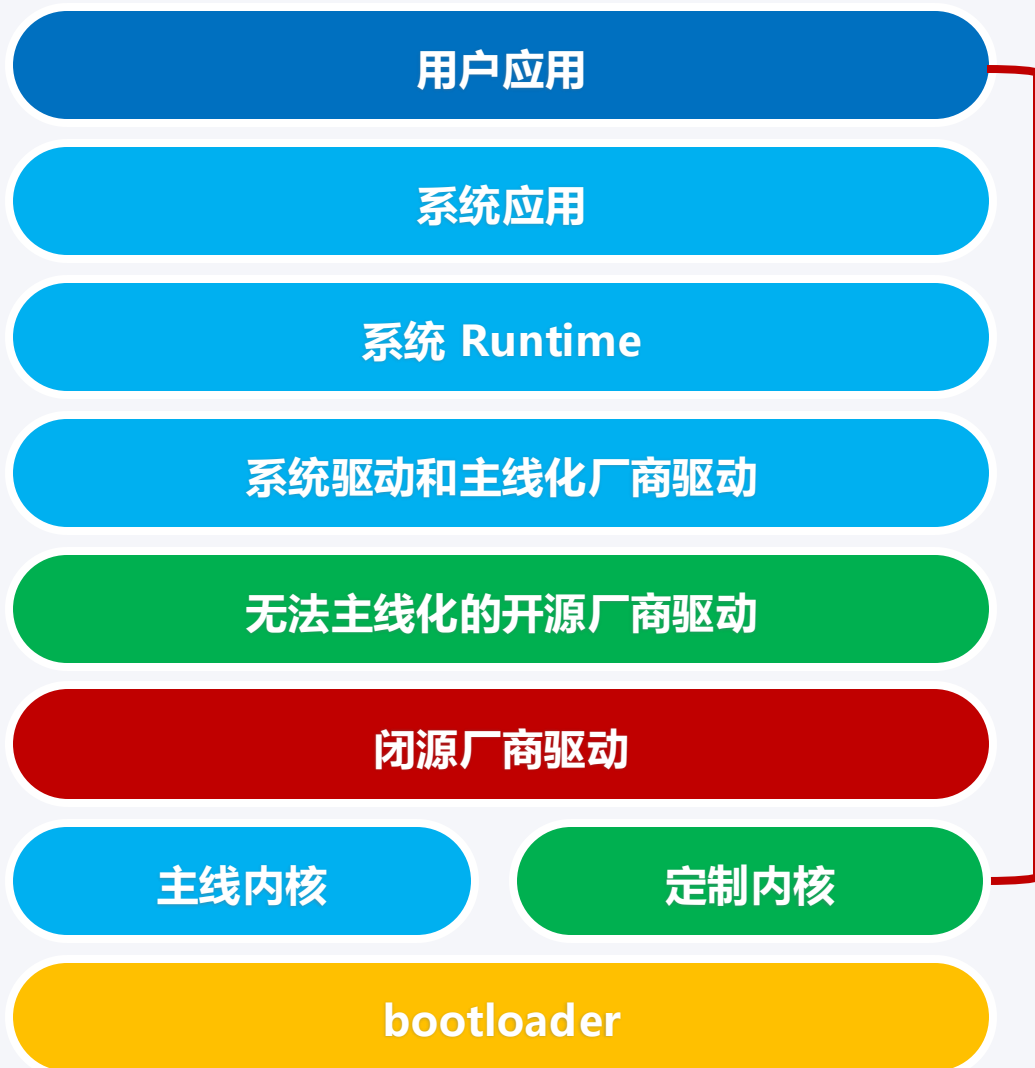 用户应用
系统应用
系统 Runtime
系统驱动和主线化厂商驱动
无法主线化的开源厂商驱动
闭源厂商驱动
主线内核
定制内核
bootloader